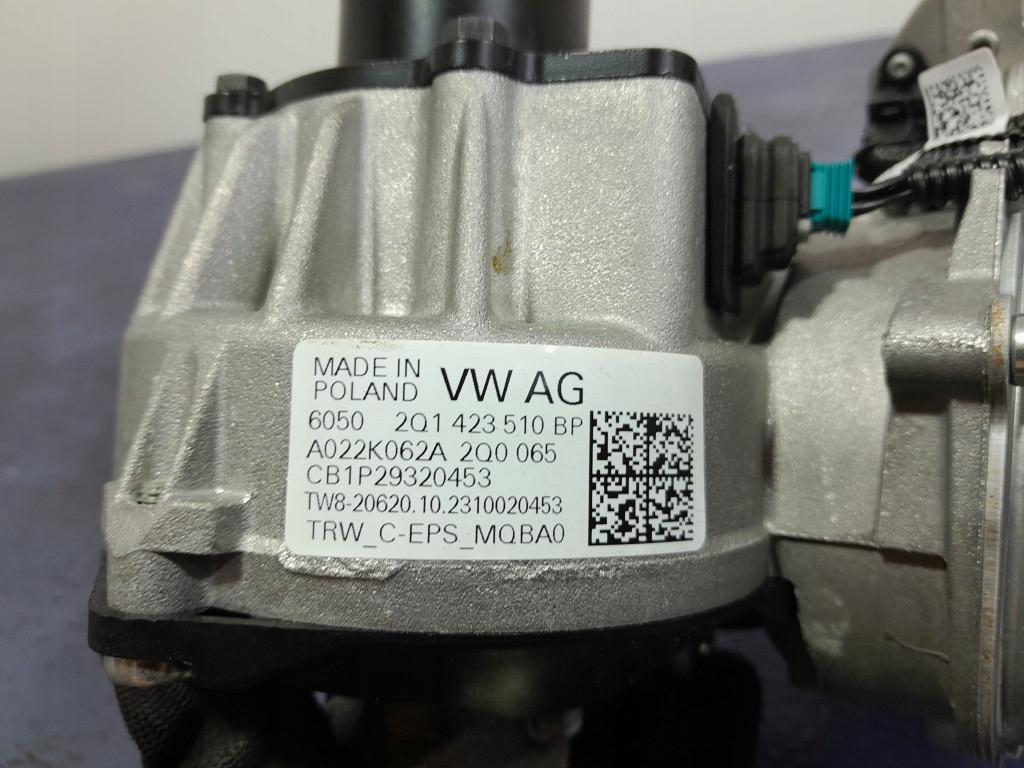 MADE IN
POLAND VW AG
6050 2Q1 423 510 BP
A022K062A 2Q0 065
CB1P29320453
TW8-20620.10.2310020453
TRW_C-EPS_MQBA0